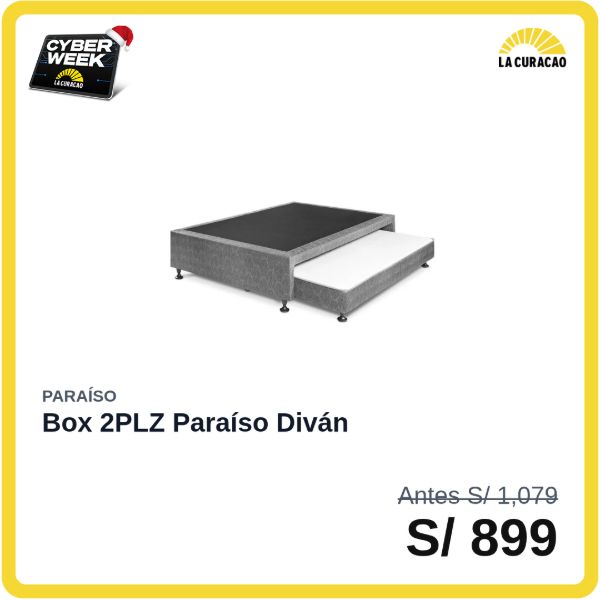 CYBER
WEEK
LA CURACAO
LA CURACAO
PARAÍSO
Box 2PLZ Paraíso Diván
Antes S/ 1,079
S/ 899